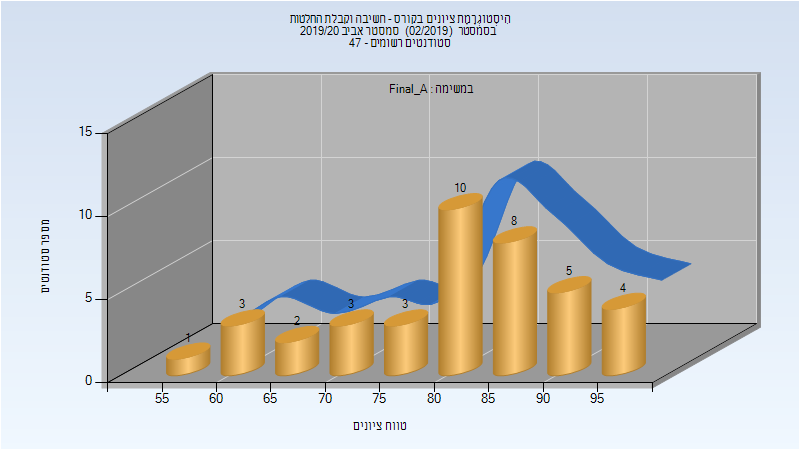 הִיסטוגְרַמַת ציונים בקורס - חשיבה וקבלת החלטות
בסמסטר (02/2019) סמסטר אביב 2019/20
סטודנטים רשומים - 47
במשימה : Final_A
מספר סטודנטים
15
10
5
0
1
3
2
3
3
10
8
5
4
55 60 65 70 75 80 85 90 95
טווח ציונים